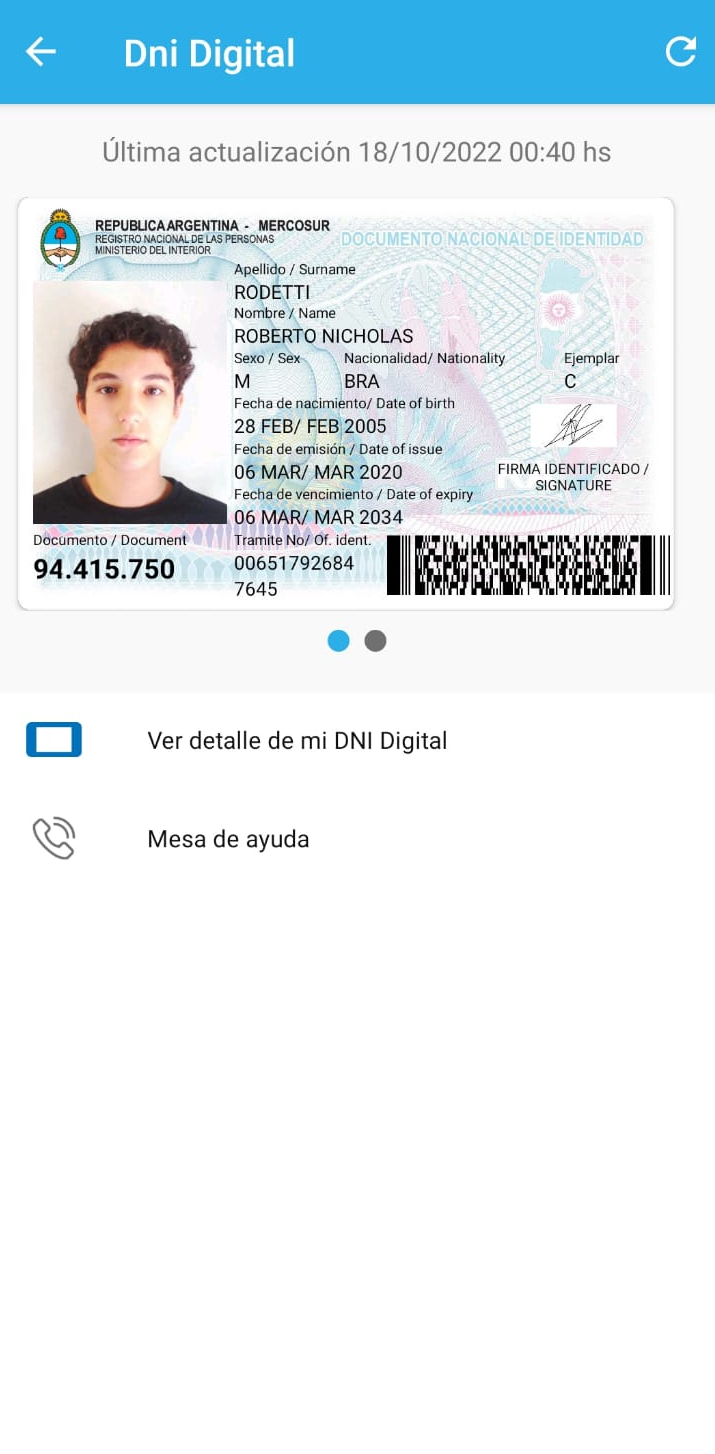 Dni Digital
Última actualización 18/10/2022 00:40 hs
REPUBLICA ARGENTINA - MERCOSUR
REGISTRO NACIONAL DE LAS PERSONAS
MINISTERIO DEL INTERIOR
DOCUMENTO NACIONAL DE IDENTIDAD
Apellido / Surname
RODETTI
Nombre / Name
ROBERTO NICHOLAS
Sexo / Sex Nacionalidad/ Nationality Ejemplar
M BRA C
Fecha de nacimiento/ Date of birth
28 FEB/ FEB 2005
Fecha de emisión / Date of issue
06 MAR/ MAR 2020
FIRMA IDENTIFICADO /
SIGNATURE
Fecha de vencimiento / Date of expiry
06 MAR/ MAR 2034
Documento / Document Tramite No/ Of. ident.
94.415.750 00651792684
7645
Ver detalle de mi DNI Digital
Mesa de ayuda